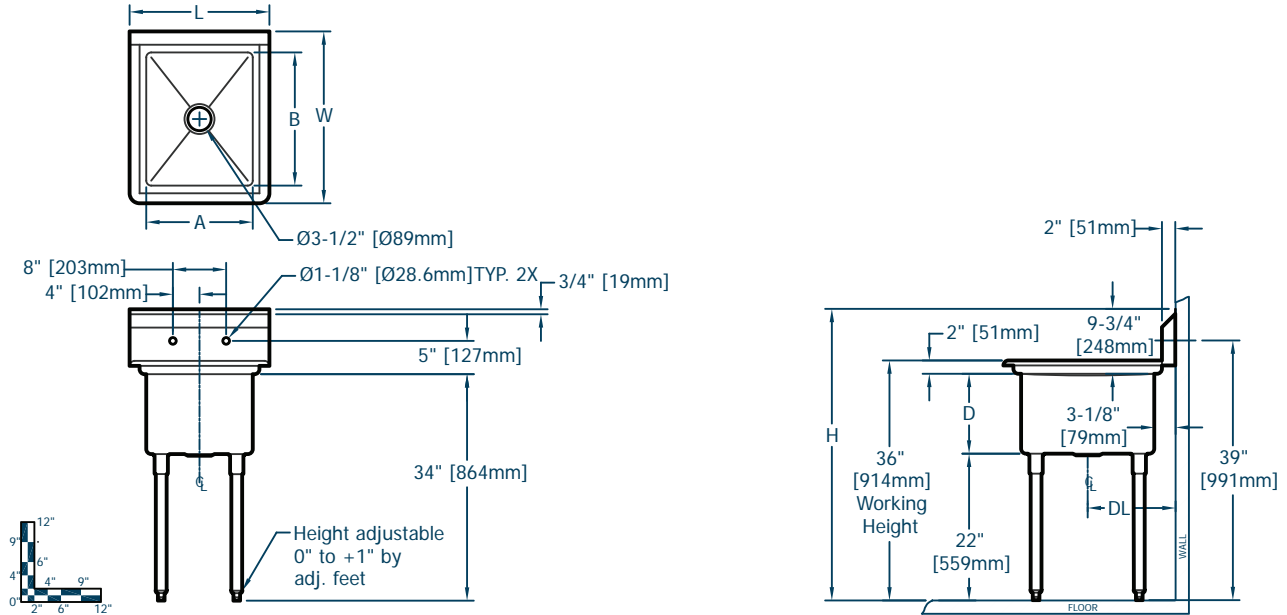 L
B
W
A
Ø3-1/2" [Ø89mm]
8" [203mm]
4" [102mm]
Ø1-1/8" [Ø28.6mm]TYP. 2X
3/4" [19mm]
5" [127mm]
34" [864mm]
CL
Height adjustable
0" to +1" by
adj. feet
12"
9"
6"
4"
0"
2"
4"
6"
9"
12"
2" [51mm]
2" [51mm]
9-3/4"
[248mm]
H
D
3-1/8"
[79mm]
36"
[914mm]
Working
Height
39"
[991mm]
CL
DL
22"
[559mm]
WALL
FLOOR